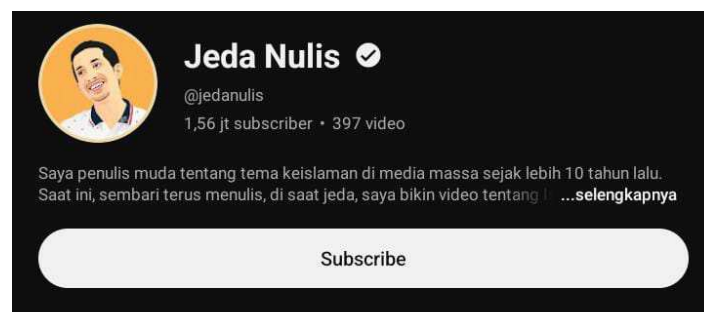 Jeda Nulis
@jedanulis
1,56 jt subscriber • 397 video
Saya penulis muda tentang tema keislaman di media massa sejak lebih 10 tahun lalu.
Saat ini, sembari terus menulis, di saat jeda, saya bikin video tentang ...selengkapnya
Subscribe